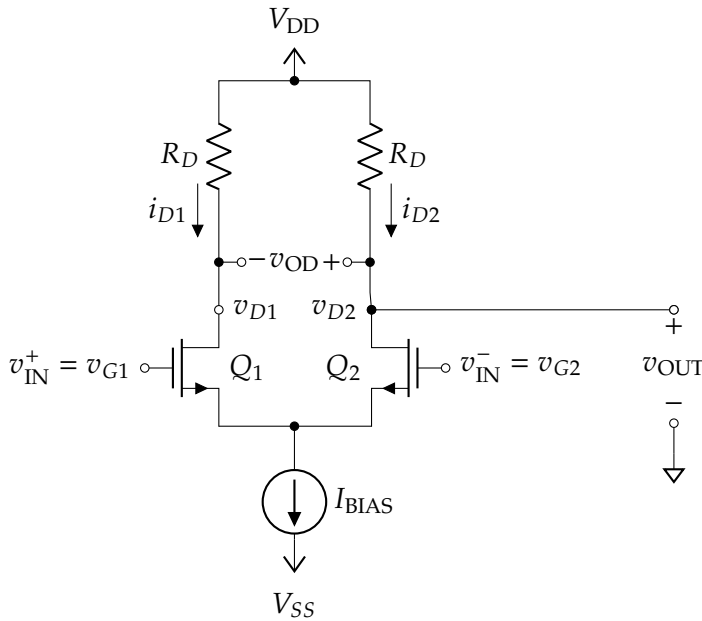 V_DD
R_D R_D
i_D1 i_D2
− v_OD +
v_D1 v_D2
v_IN^+ = v_G1 Q_1 Q_2 v_IN^− = v_G2
+
v_OUT
−
I_BIAS
V_SS